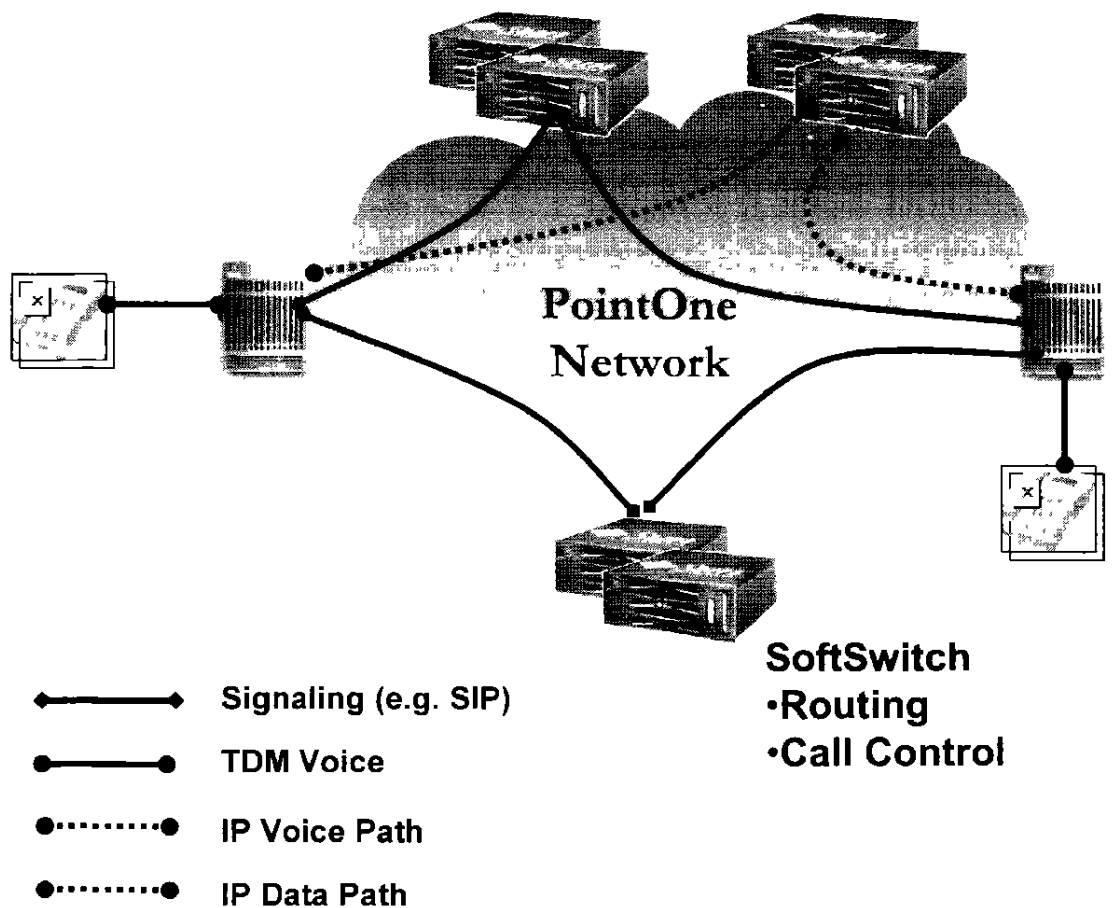 PointOne
Network
SoftSwitch
•Routing
•Call Control
Signaling (e.g. SIP)
TDM Voice
IP Voice Path
IP Data Path